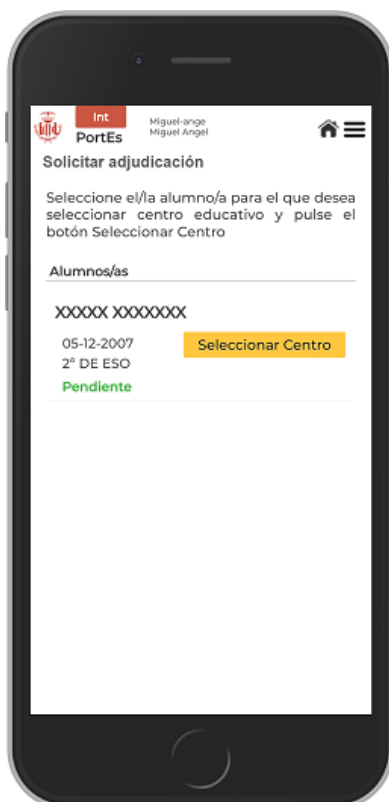 Int
PortEs
Miguel-ange
Miguel Angel
Solicitar adjudicación
Seleccione el/la alumno/a para el que desea
seleccionar centro educativo y pulse el
botón Seleccionar Centro
Alumnos/as
XXXXX XXXXXXX
05-12-2007
Seleccionar Centro
2º DE ESO
Pendiente